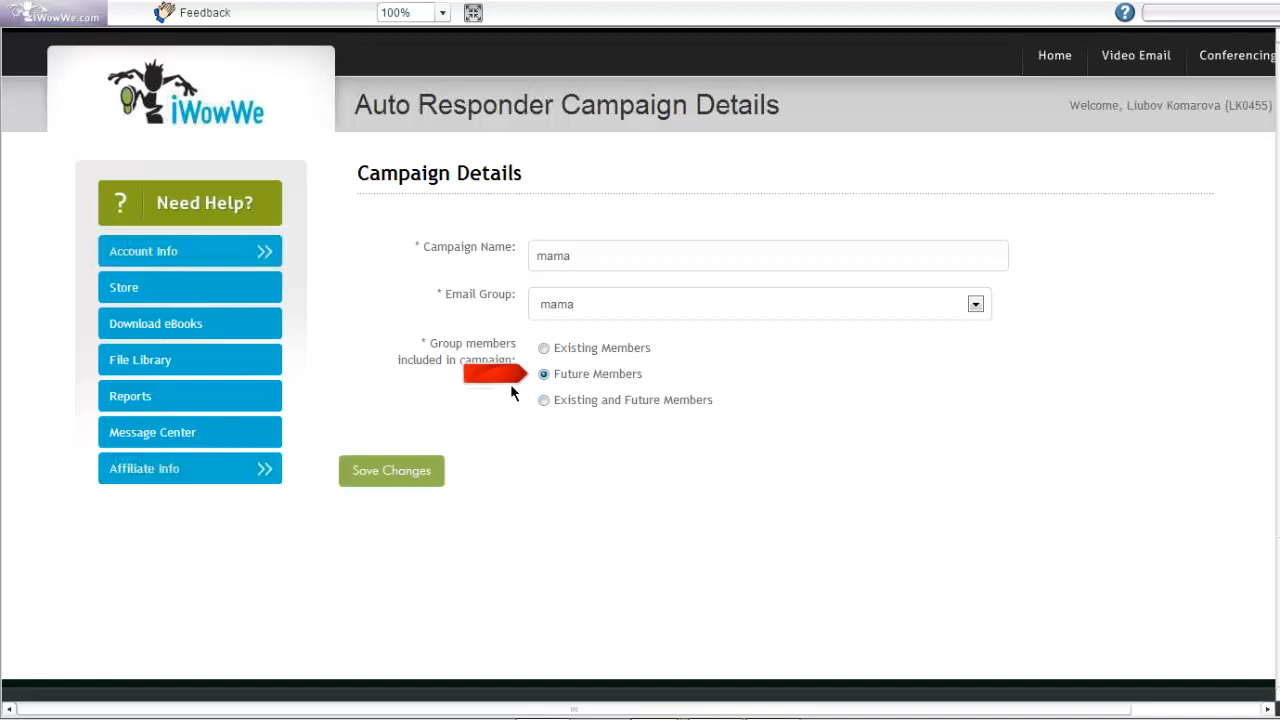 iWowWe.com
Feedback
100%
?
Home
Video Email
Conferencing
iWowWe
Auto Responder Campaign Details
Welcome, Liubov Komarova (LK0455)
Campaign Details
? Need Help?
Account Info
Store
Download eBooks
File Library
Reports
Message Center
Affiliate Info
* Campaign Name:
mama
* Email Group:
mama
* Group members
included in campaign:
Existing Members
Future Members
Existing and Future Members
Save Changes